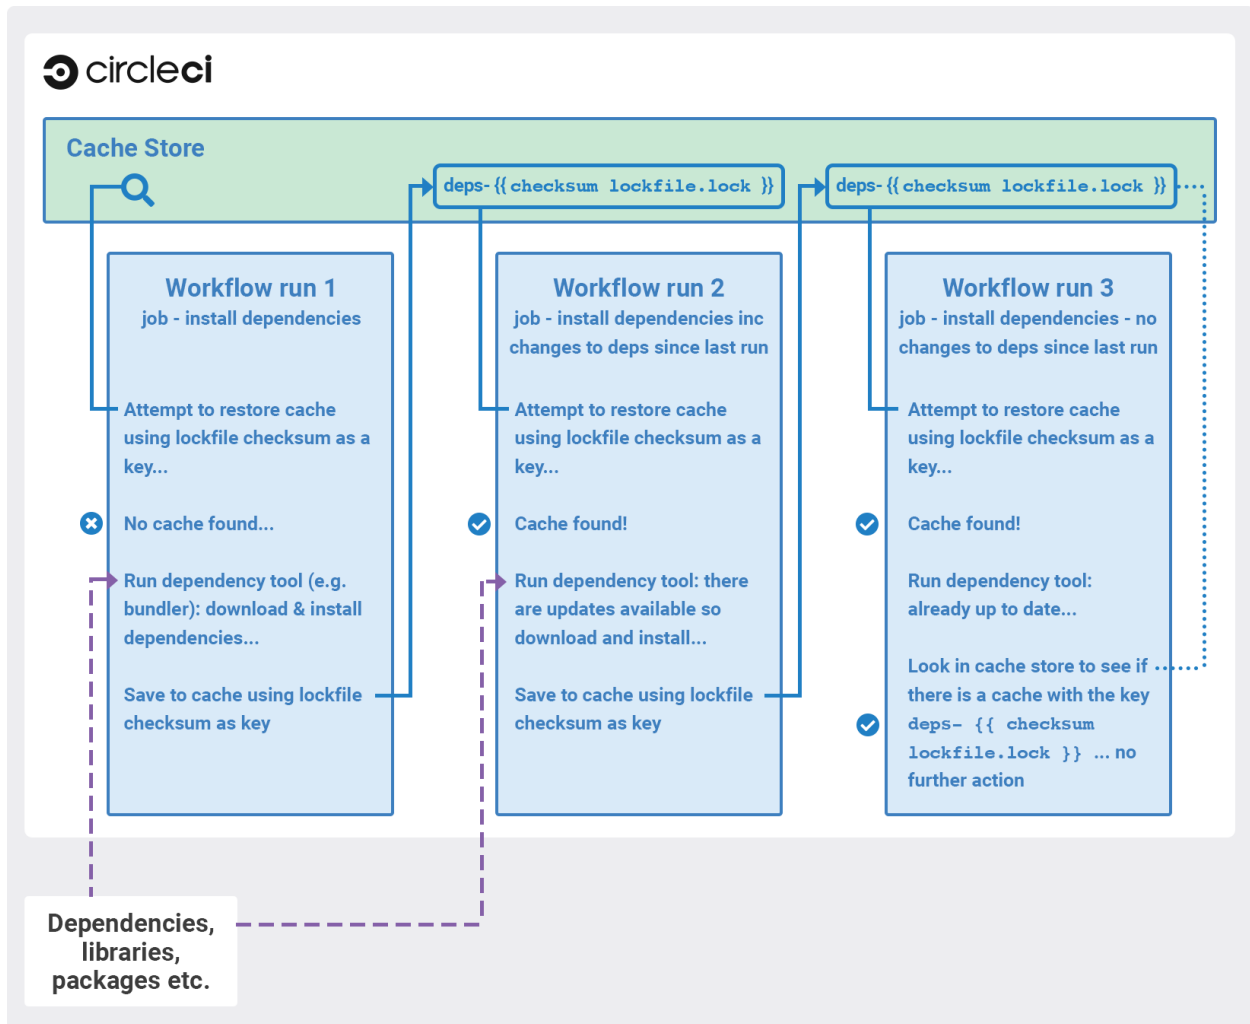 circleci
Cache Store
deps- {{ checksum lockfile.lock }}
deps- {{ checksum lockfile.lock }}
Workflow run 1
job - install dependencies
Attempt to restore cache
using lockfile checksum as a
key...
No cache found...
Run dependency tool (e.g.
bundler): download & install
dependencies...
Save to cache using lockfile
checksum as key
Workflow run 2
job - install dependencies inc
changes to deps since last run
Attempt to restore cache
using lockfile checksum as a
key...
Cache found!
Run dependency tool: there
are updates available so
download and install...
Save to cache using lockfile
checksum as key
Workflow run 3
job - install dependencies - no
changes to deps since last run
Attempt to restore cache
using lockfile checksum as a
key...
Cache found!
Run dependency tool:
already up to date...
Look in cache store to see if
there is a cache with the key
deps- {{ checksum
lockfile.lock }} ... no
further action
Dependencies,
libraries,
packages etc.